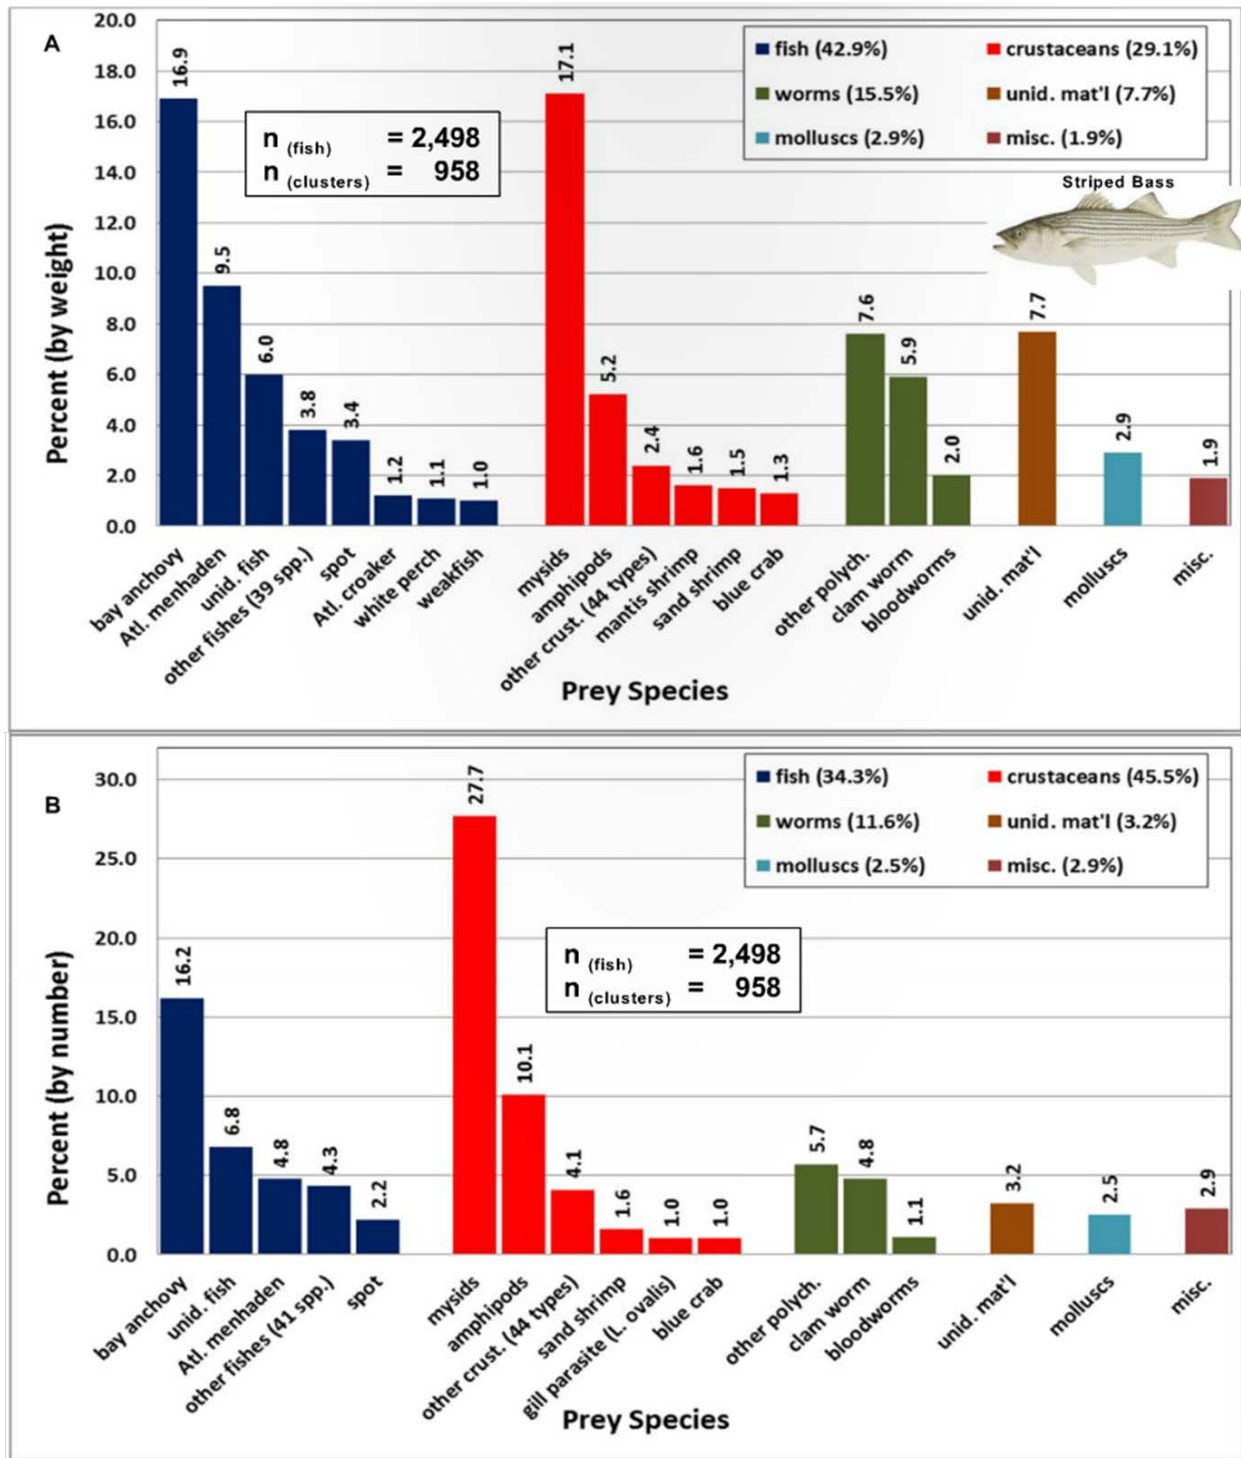 A
20.0
18.0
16.0
14.0
12.0
10.0
8.0
6.0
4.0
2.0
0.0
Percent (by weight)
fish (42.9%)
crustaceans (29.1%)
worms (15.5%)
unid. mat'l (7.7%)
molluscs (2.9%)
misc. (1.9%)
n (fish) = 2,498
n (clusters) = 958
Striped Bass
16.9
9.5
6.0
3.8
3.4
1.2
1.1
1.0
17.1
5.2
2.4
1.6
1.5
1.3
7.6
5.9
2.0
7.7
2.9
1.9
bay anchovy
Atl. menhaden
unid. fish
other fishes (39 spp.)
spot
Atl. croaker
white perch
weakfish
mysids
amphipods
other crust. (44 types)
mantis shrimp
sand shrimp
blue crab
other polych.
clam worm
bloodworms
unid. mat'l
molluscs
misc.
Prey Species
B
30.0
25.0
20.0
15.0
10.0
5.0
0.0
Percent (by number)
fish (34.3%)
crustaceans (45.5%)
worms (11.6%)
unid. mat'l (3.2%)
molluscs (2.5%)
misc. (2.9%)
n (fish) = 2,498
n (clusters) = 958
16.2
6.8
4.8
4.3
2.2
27.7
10.1
4.1
1.6
1.0
1.0
5.7
4.8
1.1
3.2
2.5
2.9
bay anchovy
unid. fish
Atl. menhaden
other fishes (41 spp.)
spot
mysids
amphipods
other crust. (44 types)
sand shrimp
gill parasite (L. ovalis)
blue crab
other polych.
clam worm
bloodworms
unid. mat'l
molluscs
misc.
Prey Species